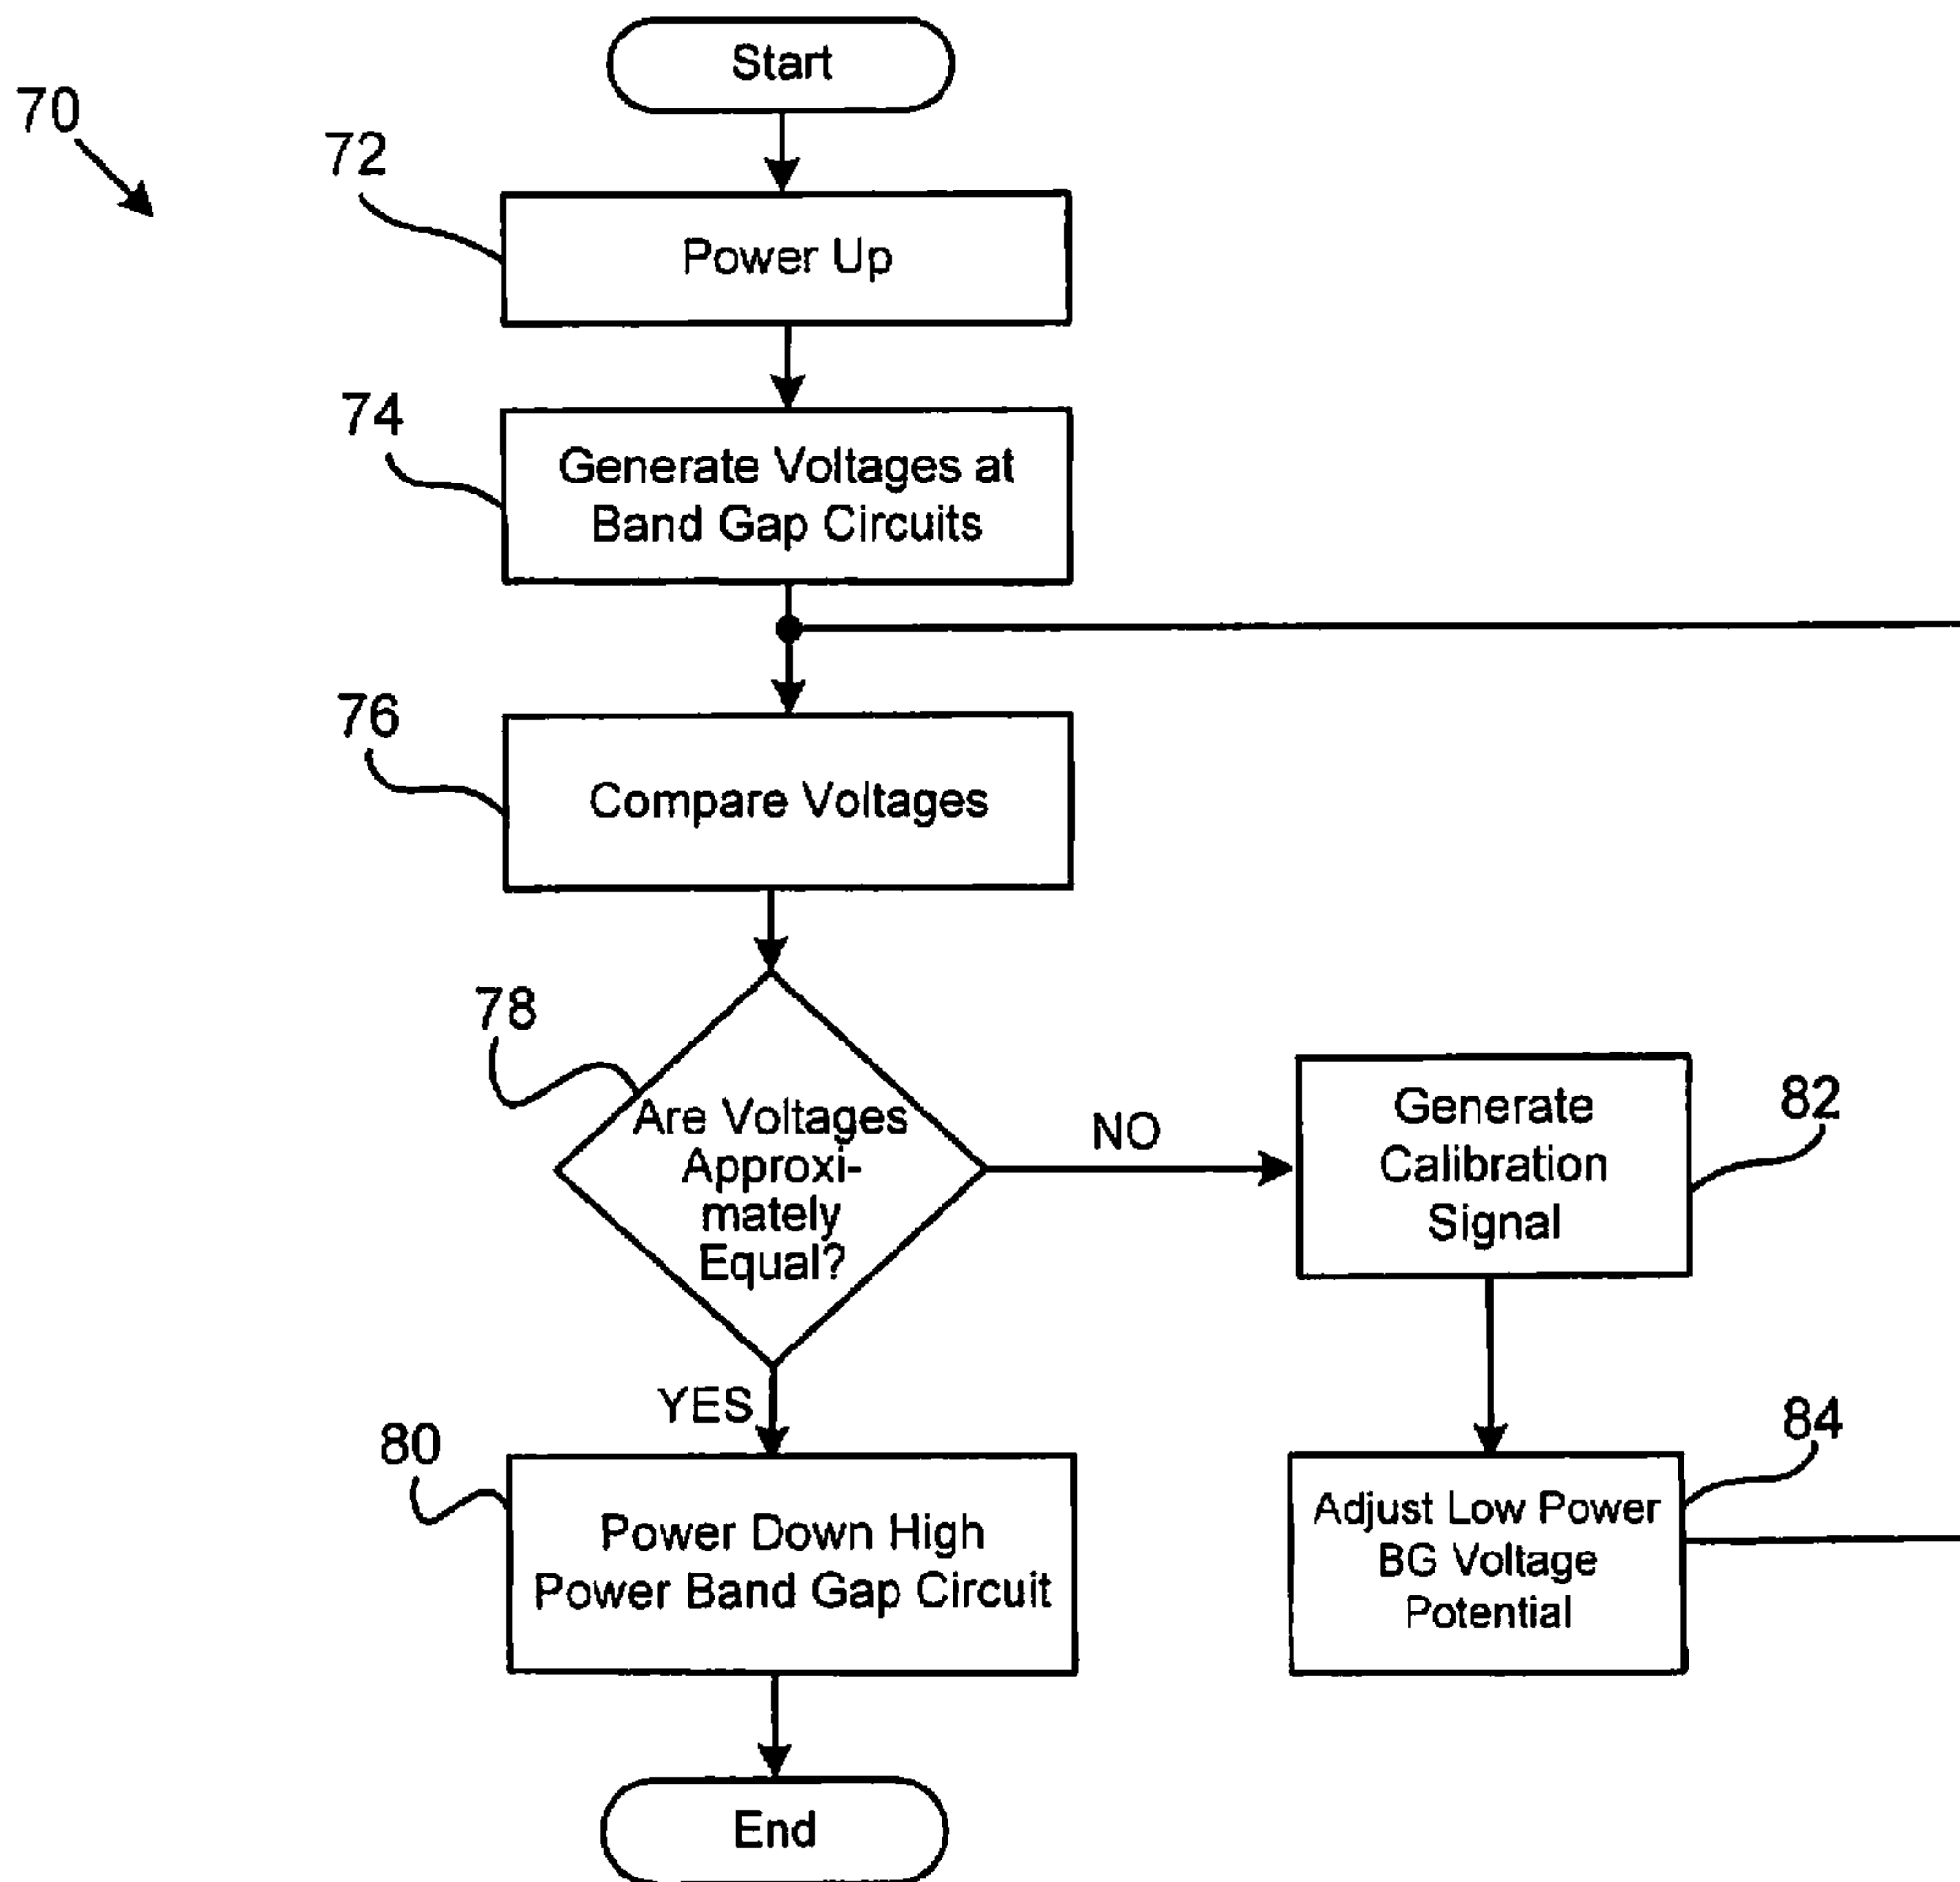 Start
70
72
Power Up
74
Generate Voltages at
Band Gap Circuits
76
Compare Voltages
78
Are Voltages
Approxi-
mately
Equal?
NO
Generate
Calibration
Signal
82
YES
80
Power Down High
Power Band Gap Circuit
84
Adjust Low Power
BG Voltage
Potential
End